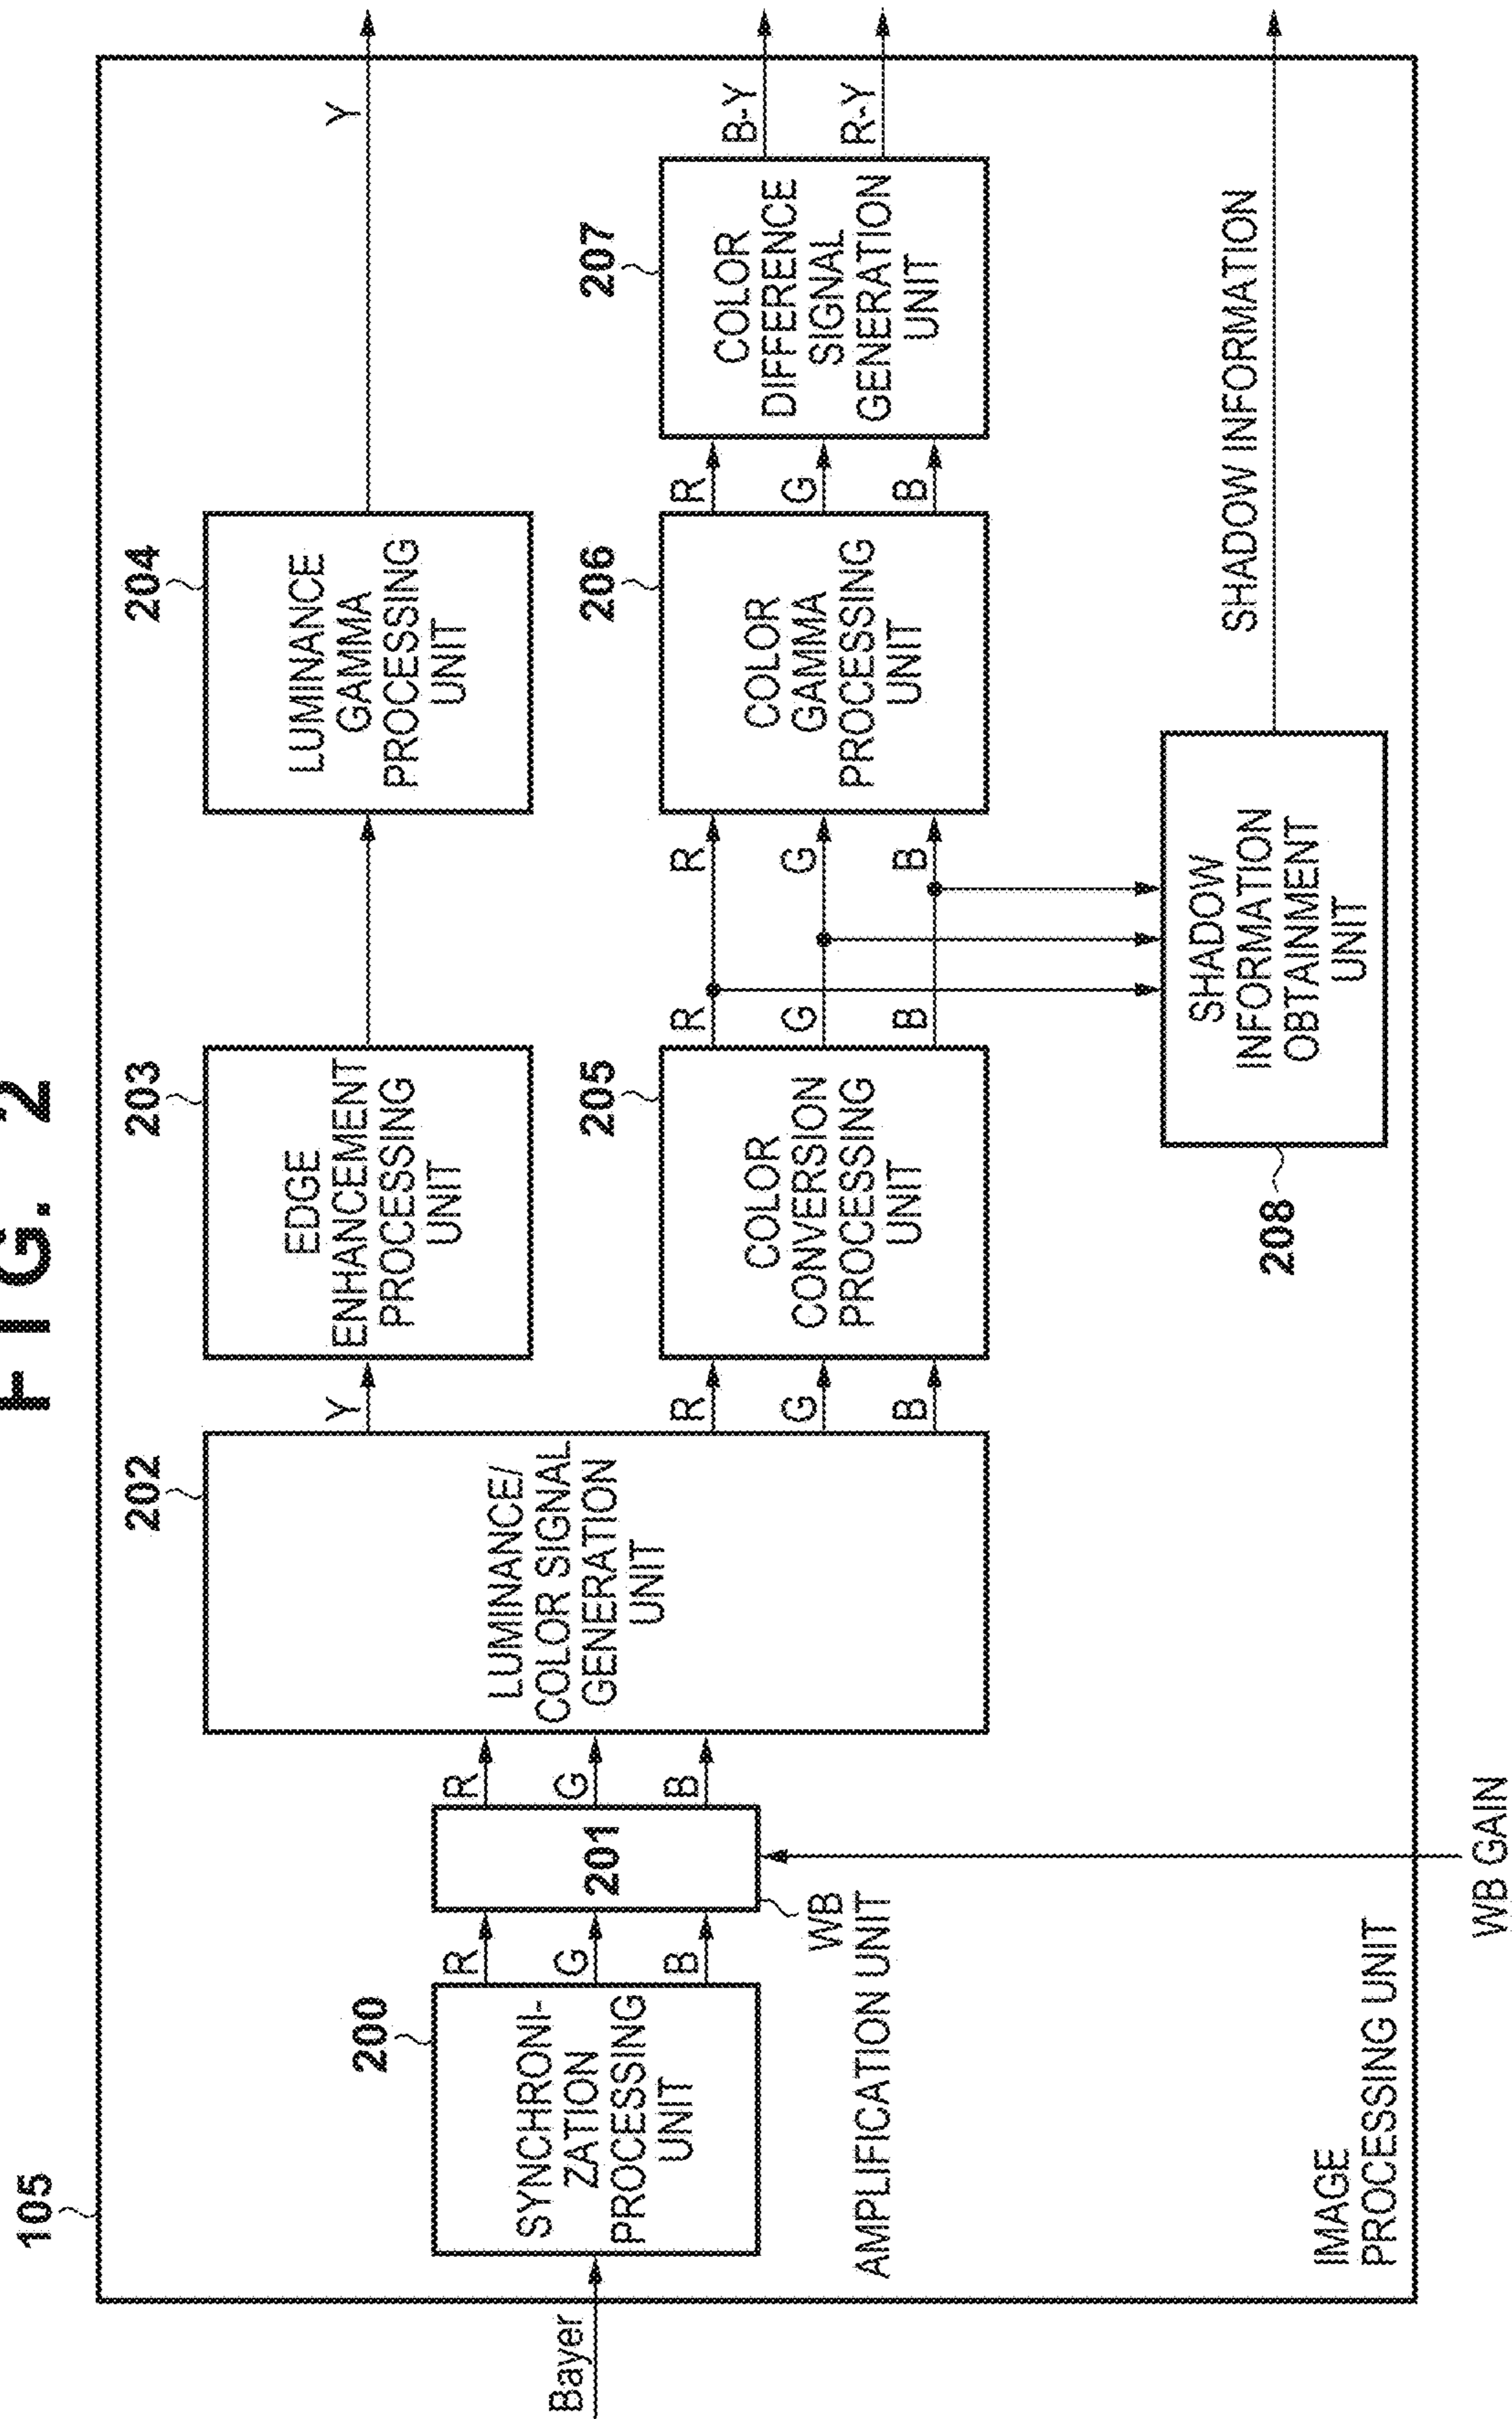 FIG. 2
105
Bayer
200
SYNCHRONI-
ZATION
PROCESSING
UNIT
R
G
B
201
WB
AMPLIFICATION UNIT
WB GAIN
R
G
B
202
LUMINANCE/
COLOR SIGNAL
GENERATION
UNIT
Y
R
G
B
203
EDGE
ENHANCEMENT
PROCESSING
UNIT
204
LUMINANCE
GAMMA
PROCESSING
UNIT
Y
205
COLOR
CONVERSION
PROCESSING
UNIT
R
G
B
R
G
B
206
COLOR
GAMMA
PROCESSING
UNIT
R
G
B
207
COLOR
DIFFERENCE
SIGNAL
GENERATION
UNIT
B-Y
R-Y
208
SHADOW
INFORMATION
OBTAINMENT
UNIT
SHADOW INFORMATION
IMAGE
PROCESSING UNIT